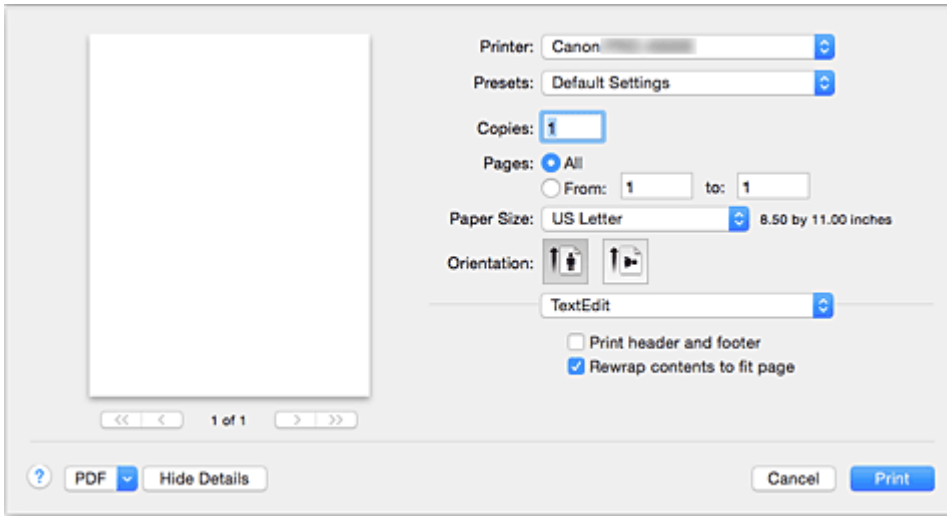 Printer: Canon
Presets: Default Settings
Copies: 1
Pages: All
From: 1 to: 1
Paper Size: US Letter 8.50 by 11.00 inches
Orientation:
TextEdit
Print header and footer
Rewrap contents to fit page
<< < 1 of 1 > >>
? PDF Hide Details Cancel Print